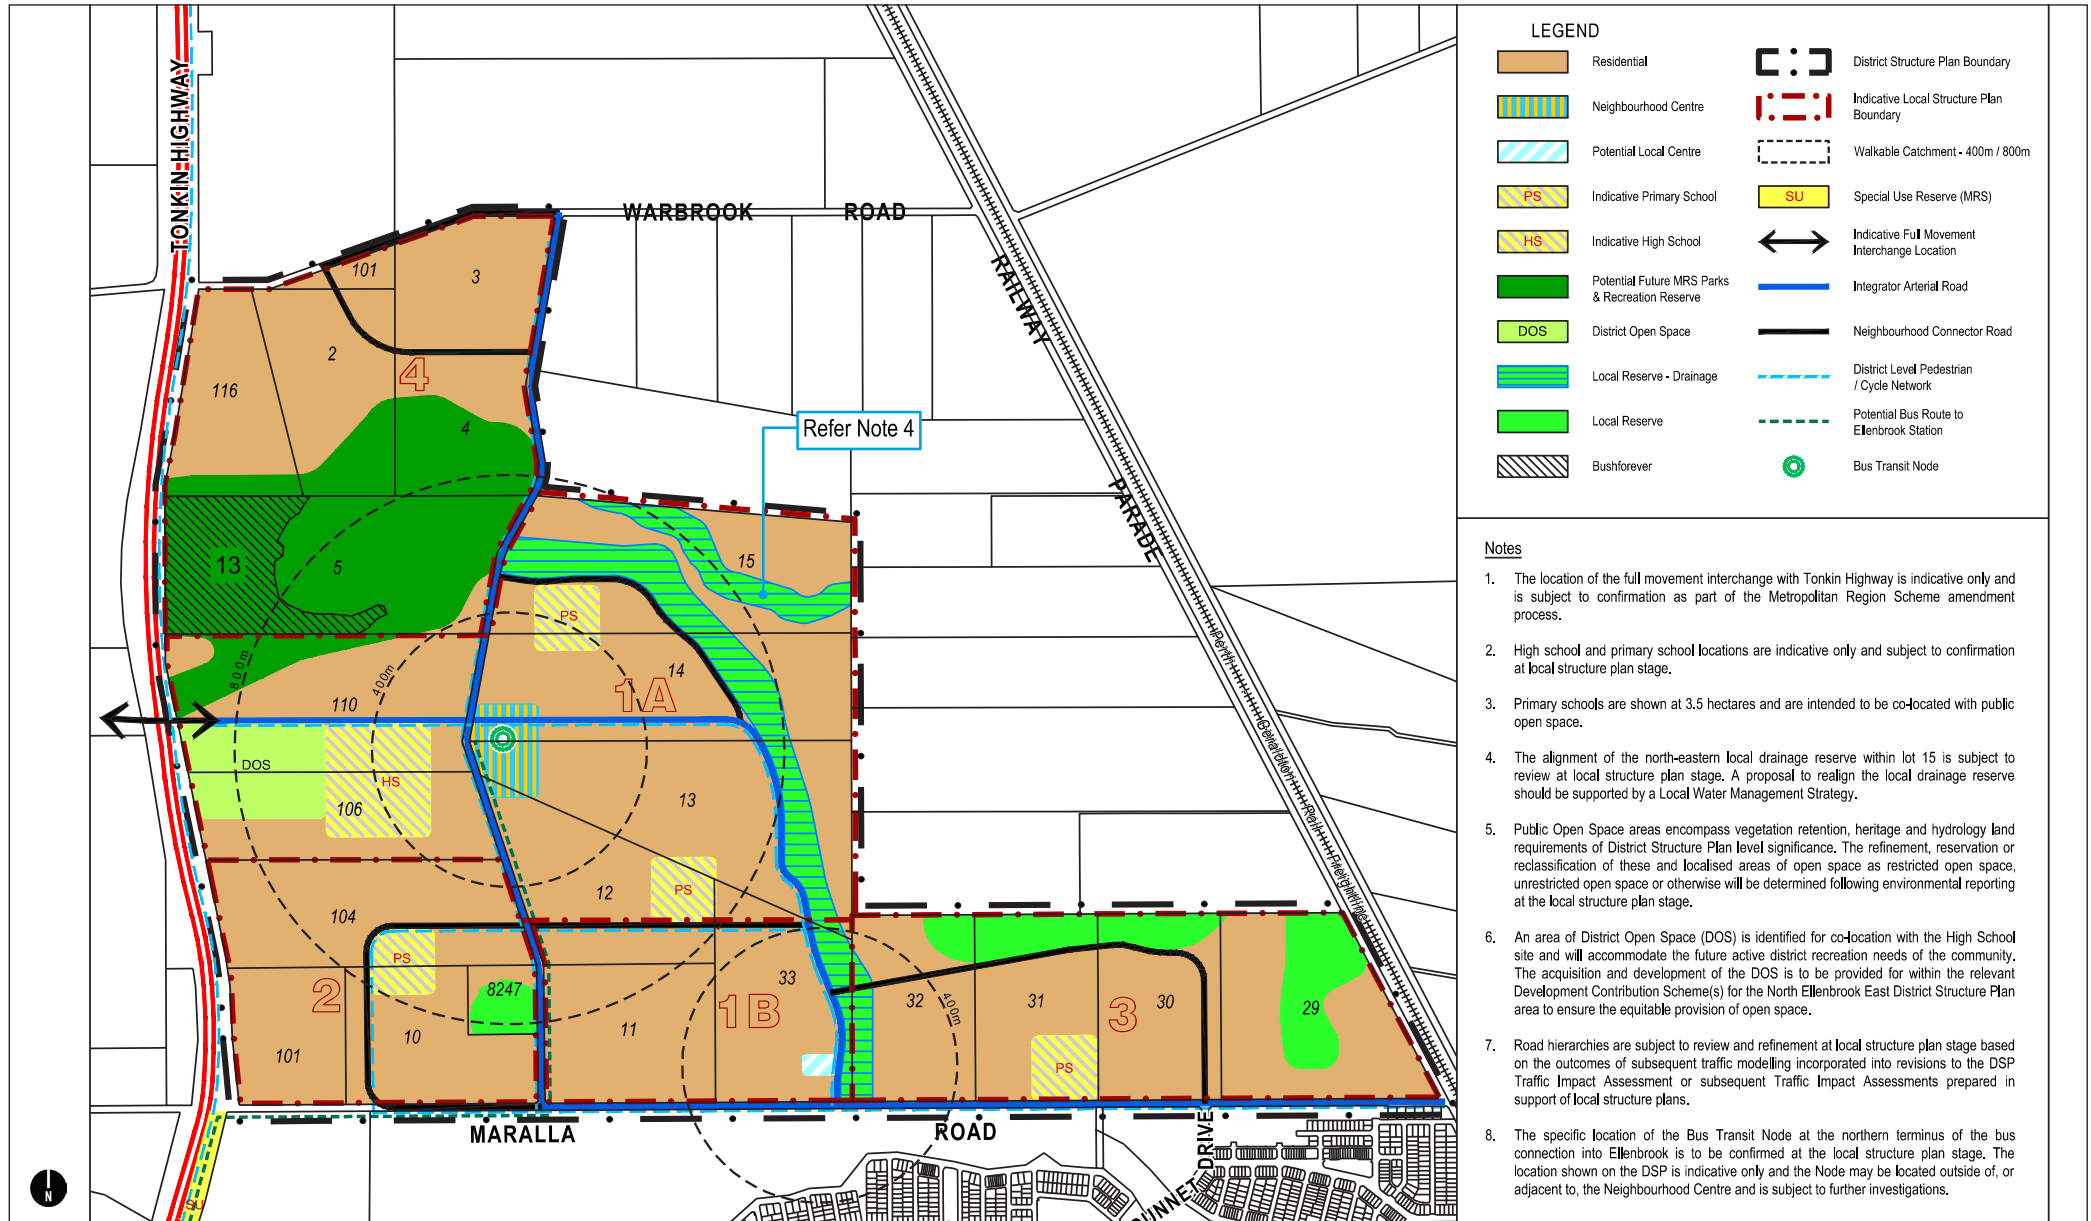 TONKIN HIGHWAY
WARBROOK ROAD
RAILWAY PARADE
101
3
2
4
116
4
Refer Note 4
13
5
15
PS
800m
400m
14
1A
110
DOS
HS
106
13
12
PS
104
PS
8247
2
10
101
11
33
1B
400m
32
31
30
3
29
PS
MARALLA ROAD
DRIVE
SU
N
Perth Geraldton Rail Freight line
LEGEND
Residential
Neighbourhood Centre
Potential Local Centre
PS
Indicative Primary School
HS
Indicative High School
Potential Future MRS Parks
& Recreation Reserve
DOS
District Open Space
Local Reserve - Drainage
Local Reserve
Bushforever
District Structure Plan Boundary
Indicative Local Structure Plan
Boundary
Walkable Catchment - 400m / 800m
SU
Special Use Reserve (MRS)
Indicative Full Movement
Interchange Location
Integrator Arterial Road
Neighbourhood Connector Road
District Level Pedestrian
/ Cycle Network
Potential Bus Route to
Ellenbrook Station
Bus Transit Node
Notes
1. The location of the full movement interchange with Tonkin Highway is indicative only and
is subject to confirmation as part of the Metropolitan Region Scheme amendment
process.
2. High school and primary school locations are indicative only and subject to confirmation
at local structure plan stage.
3. Primary schools are shown at 3.5 hectares and are intended to be co-located with public
open space.
4. The alignment of the north-eastern local drainage reserve within lot 15 is subject to
review at local structure plan stage. A proposal to realign the local drainage reserve
should be supported by a Local Water Management Strategy.
5. Public Open Space areas encompass vegetation retention, heritage and hydrology land
requirements of District Structure Plan level significance. The refinement, reservation or
reclassification of these and localised areas of open space as restricted open space,
unrestricted open space or otherwise will be determined following environmental reporting
at the local structure plan stage.
6. An area of District Open Space (DOS) is identified for co-location with the High School
site and will accommodate the future active district recreation needs of the community.
The acquisition and development of the DOS is to be provided for within the relevant
Development Contribution Scheme(s) for the North Ellenbrook East District Structure Plan
area to ensure the equitable provision of open space.
7. Road hierarchies are subject to review and refinement at local structure plan stage based
on the outcomes of subsequent traffic modelling incorporated into revisions to the DSP
Traffic Impact Assessment or subsequent Traffic Impact Assessments prepared in
support of local structure plans.
8. The specific location of the Bus Transit Node at the northern terminus of the bus
connection into Ellenbrook is to be confirmed at the local structure plan stage. The
location shown on the DSP is indicative only and the Node may be located outside of, or
adjacent to, the Neighbourhood Centre and is subject to further investigations.